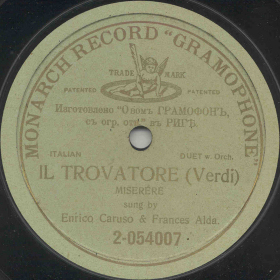 MONARCH RECORD "GRAMOPHONE"
TRADE MARK
PATENTED PATENTED
Изготовлено "Отдѣл. ГРАМОФОНЪ,
съ огр. отв." въ РИГѢ.
ITALIAN DUET w. Orch.
IL TROVATORE (Verdi)
MISERERE
sung by
Enrico Caruso & Frances Alda.
2-054007